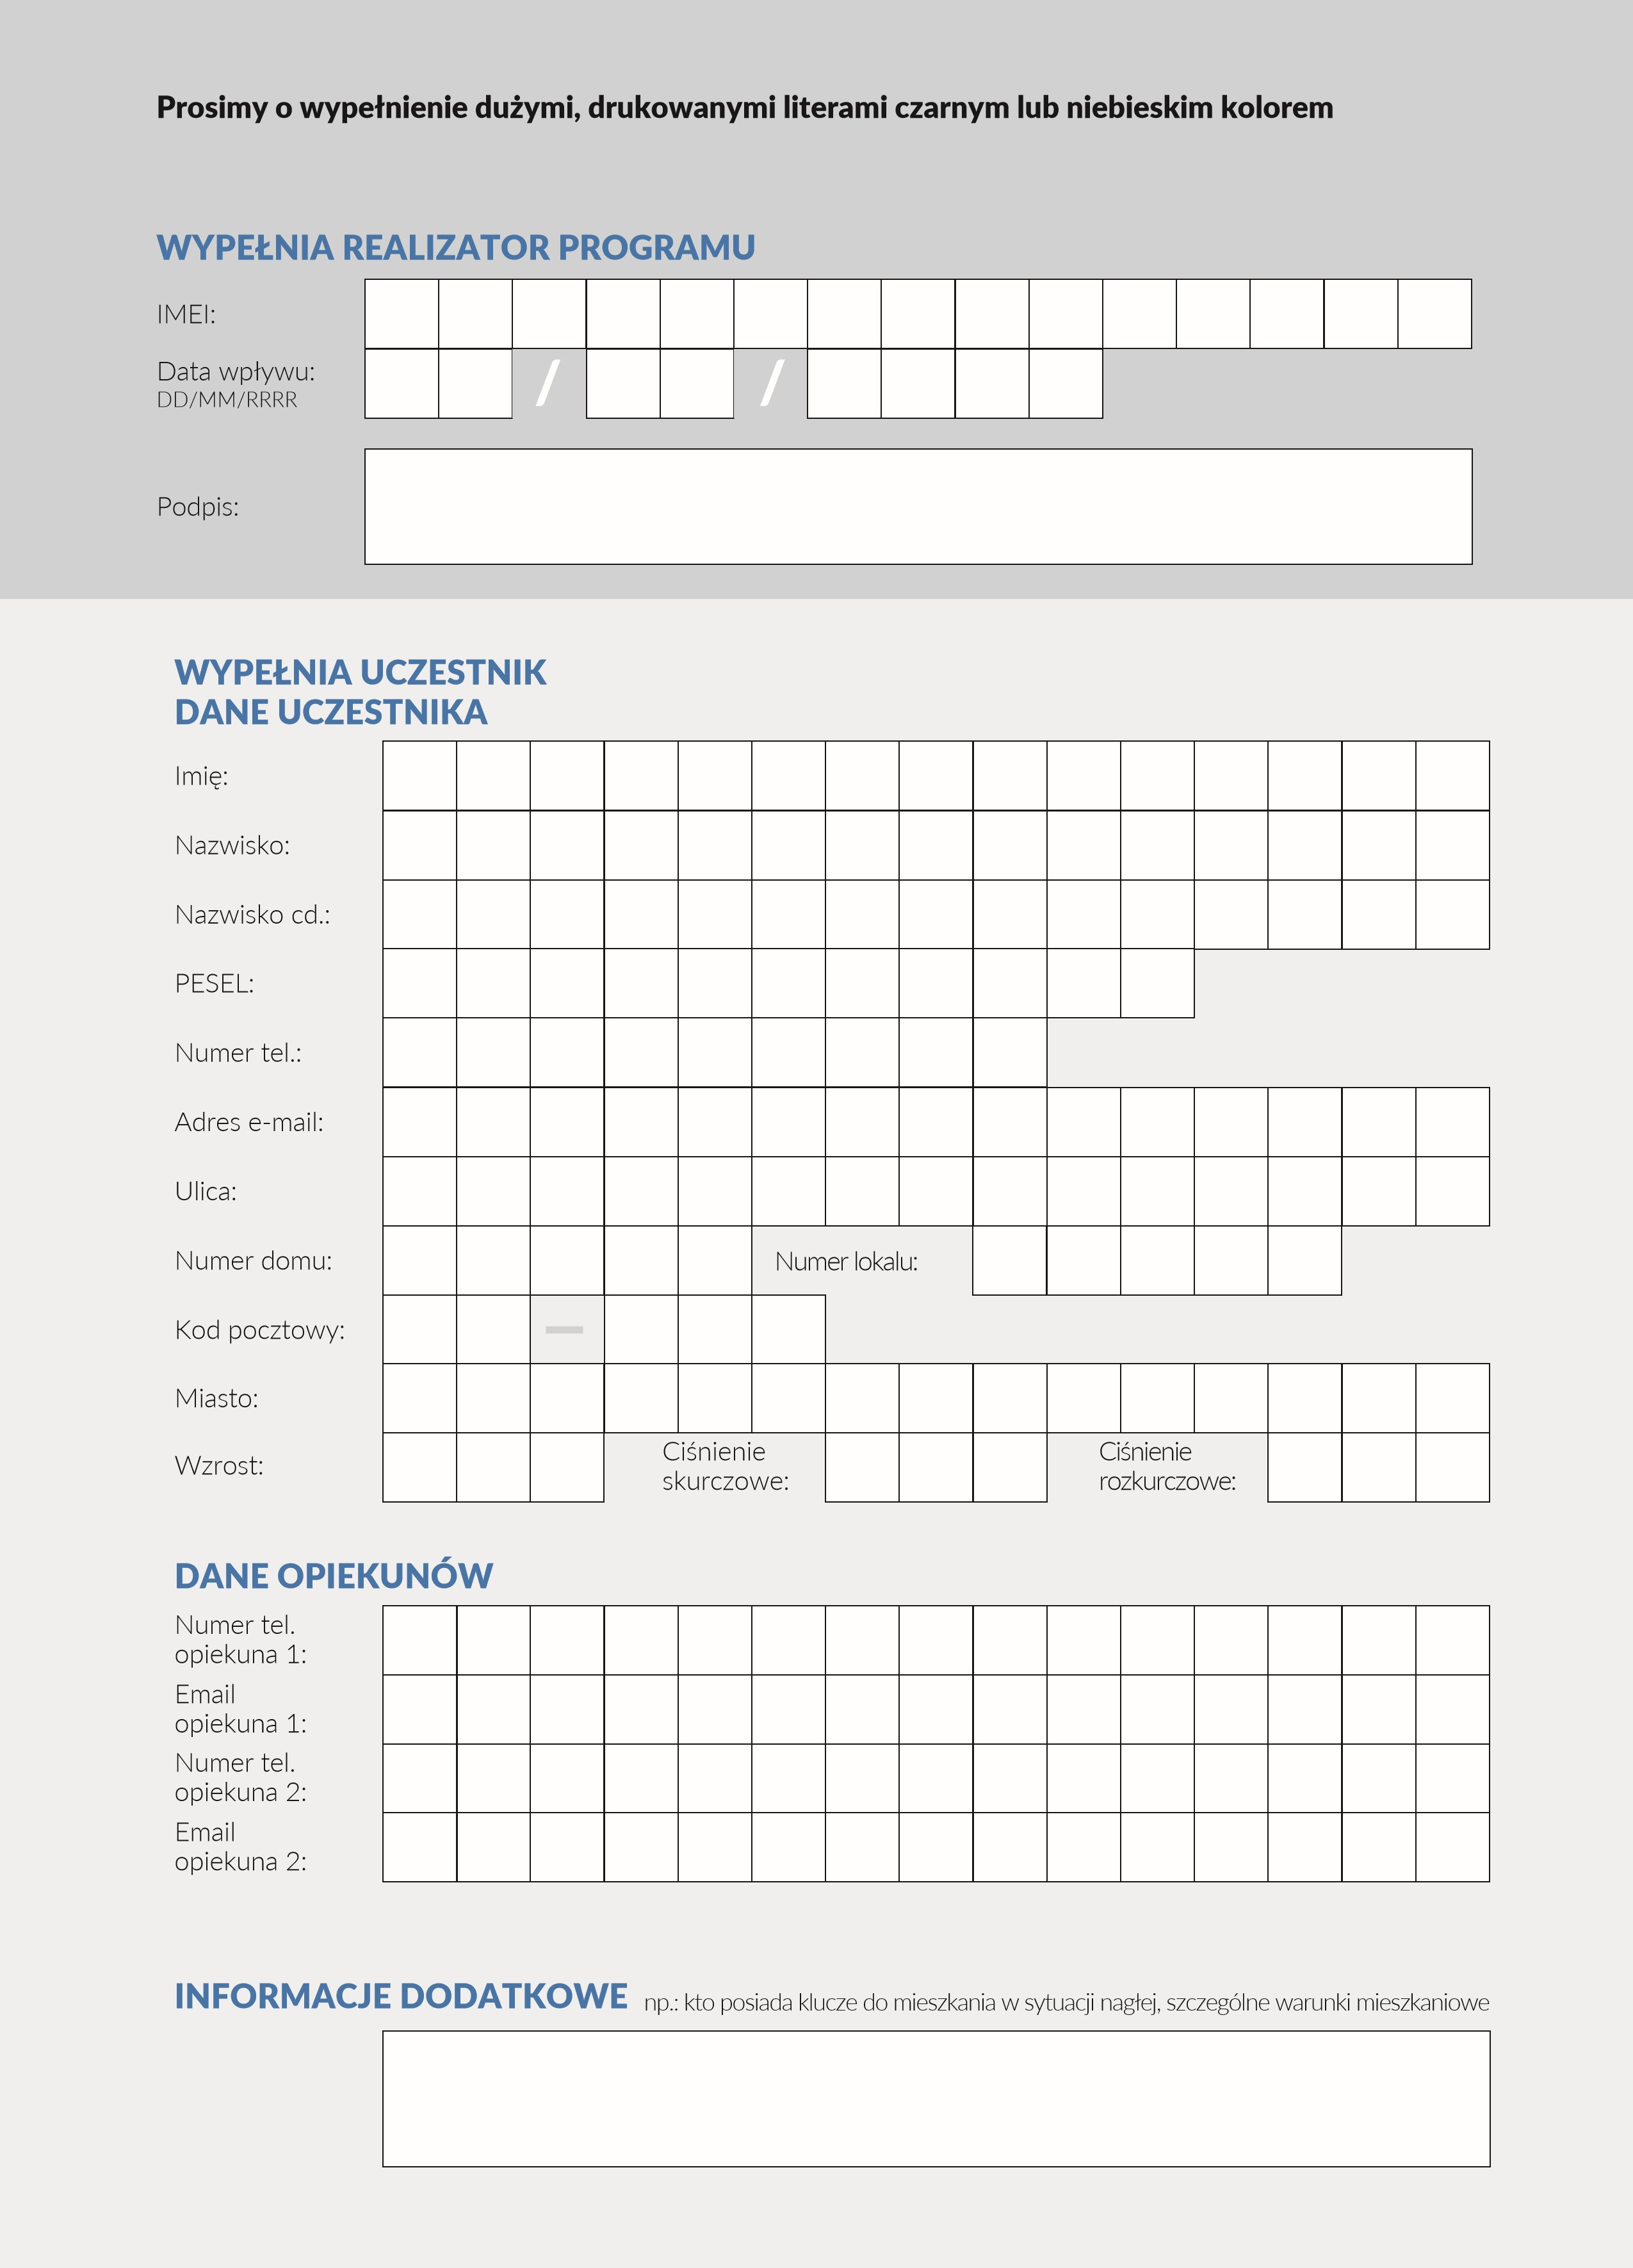 Prosimy o wypełnienie dużymi, drukowanymi literami czarnym lub niebieskim kolorem
WYPEŁNIA REALIZATOR PROGRAMU
IMEI:
Data wpływu:
DD/MM/RRRR
/ /
Podpis:
WYPEŁNIA UCZESTNIK
DANE UCZESTNIKA
Imię:
Nazwisko:
Nazwisko cd.:
PESEL:
Numer tel.:
Adres e-mail:
Ulica:
Numer domu: Numer lokalu:
Kod pocztowy: —
Miasto:
Wzrost: Ciśnienie skurczowe: Ciśnienie rozkurczowe:
DANE OPIEKUNÓW
Numer tel.
opiekuna 1:
Email
opiekuna 1:
Numer tel.
opiekuna 2:
Email
opiekuna 2:
INFORMACJE DODATKOWE np.: kto posiada klucze do mieszkania w sytuacji nagłej, szczególne warunki mieszkaniowe